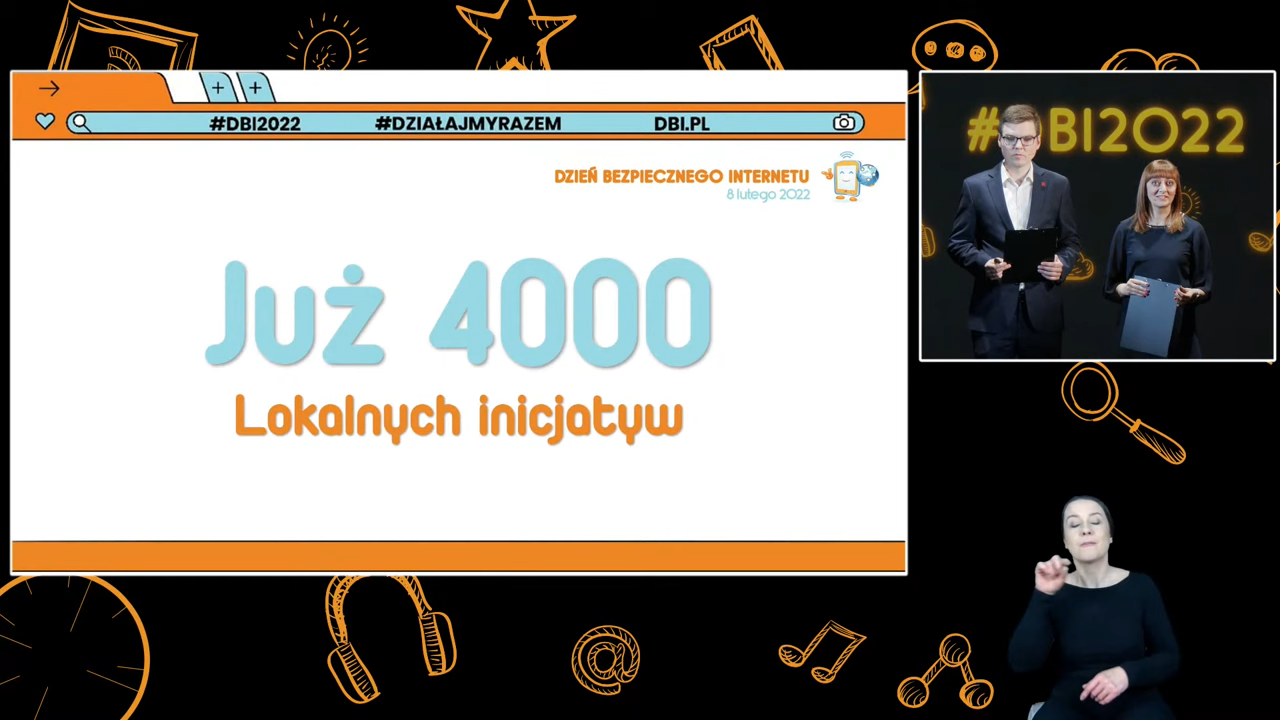 #DBI2022 #DZIAŁAJMYRAZEM DBI.PL
DZIEŃ BEZPIECZNEGO INTERNETU
8 lutego 2022
Już 4000
Lokalnych inicjatyw
#DBI2022